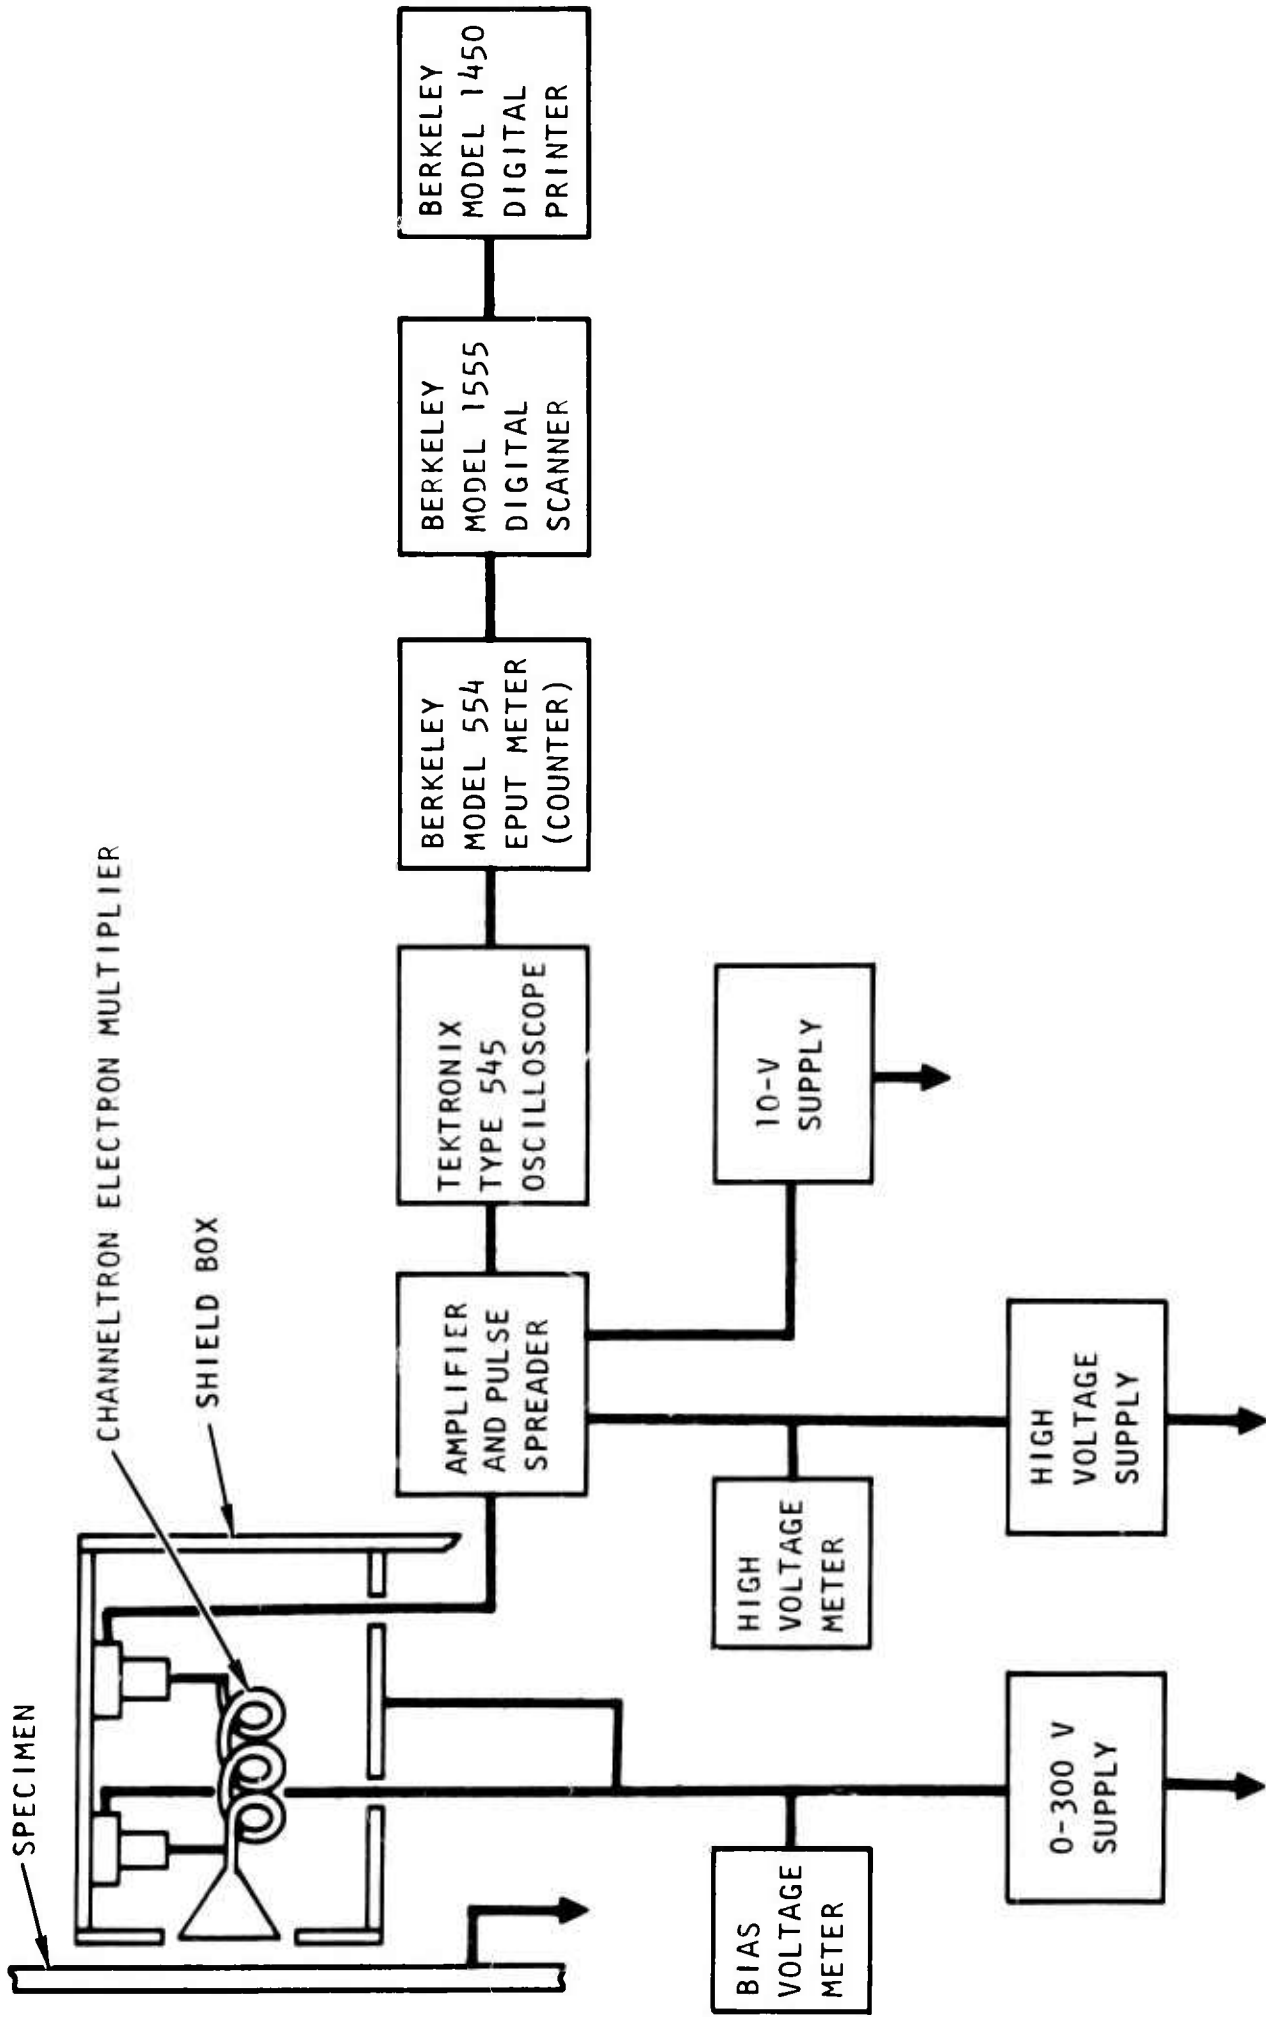 SPECIMEN
CHANNELTRON ELECTRON MULTIPLIER
SHIELD BOX
AMPLIFIER
AND PULSE
SPREADER
TEKTRONIX
TYPE 545
OSCILLOSCOPE
BERKELEY
MODEL 554
EPUT METER
(COUNTER)
BERKELEY
MODEL 1555
DIGITAL
SCANNER
BERKELEY
MODEL 1450
DIGITAL
PRINTER
BIAS
VOLTAGE
METER
HIGH
VOLTAGE
METER
10-V
SUPPLY
0-300 V
SUPPLY
HIGH
VOLTAGE
SUPPLY